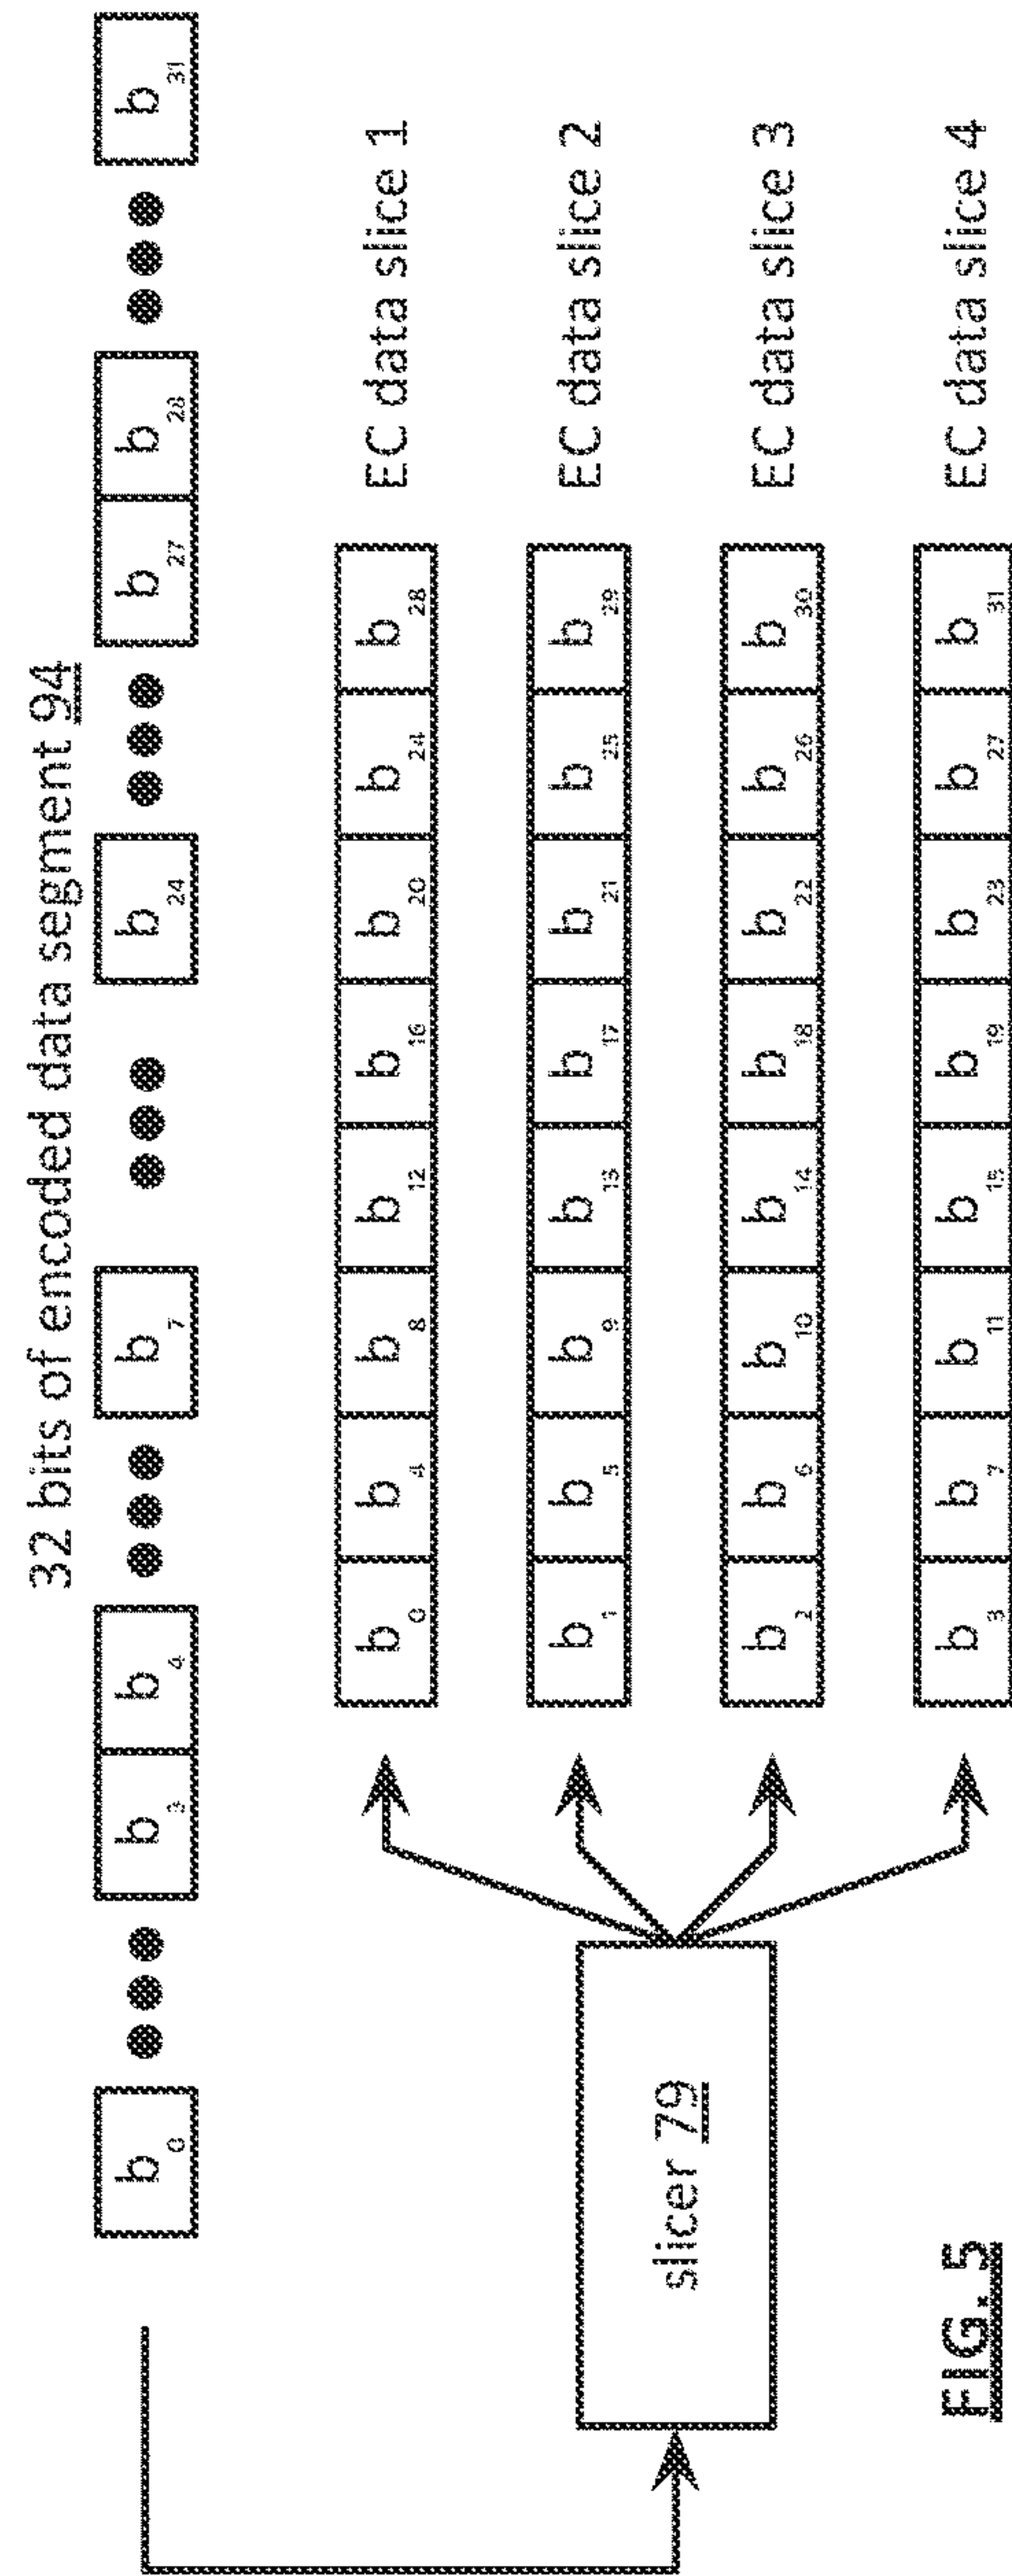 32 bits of encoded data segment 94
b0 ●●● b3 b4 ●●● b7 ●●● b24 ●●● b27 b28 ●●● b31
b0 b4 b8 b12 b16 b20 b24 b28 EC data slice 1
b1 b5 b9 b13 b17 b21 b25 b29 EC data slice 2
slicer 79
b2 b6 b10 b14 b18 b22 b26 b30 EC data slice 3
b3 b7 b11 b15 b19 b23 b27 b31 EC data slice 4
FIG. 5